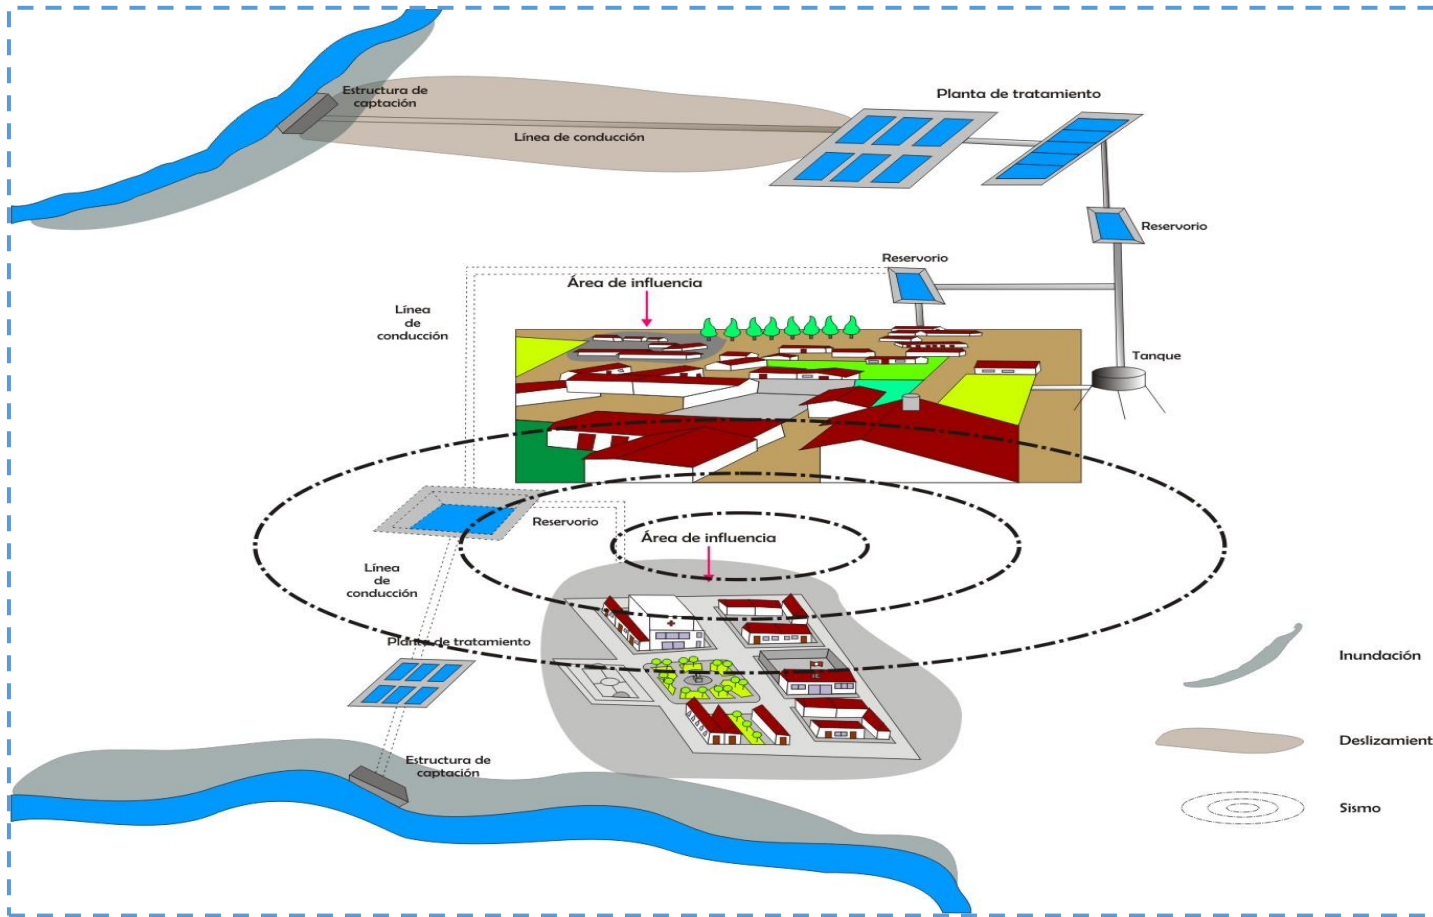 Estructura de
captación
Planta de tratamiento
Línea de conducción
Reservorio
Reservorio
Área de influencia
Línea
de
conducción
Tanque
Reservorio
Área de influencia
Línea
de
conducción
Planta de tratamiento
Inundación
Deslizamient
Estructura de
captación
Sismo